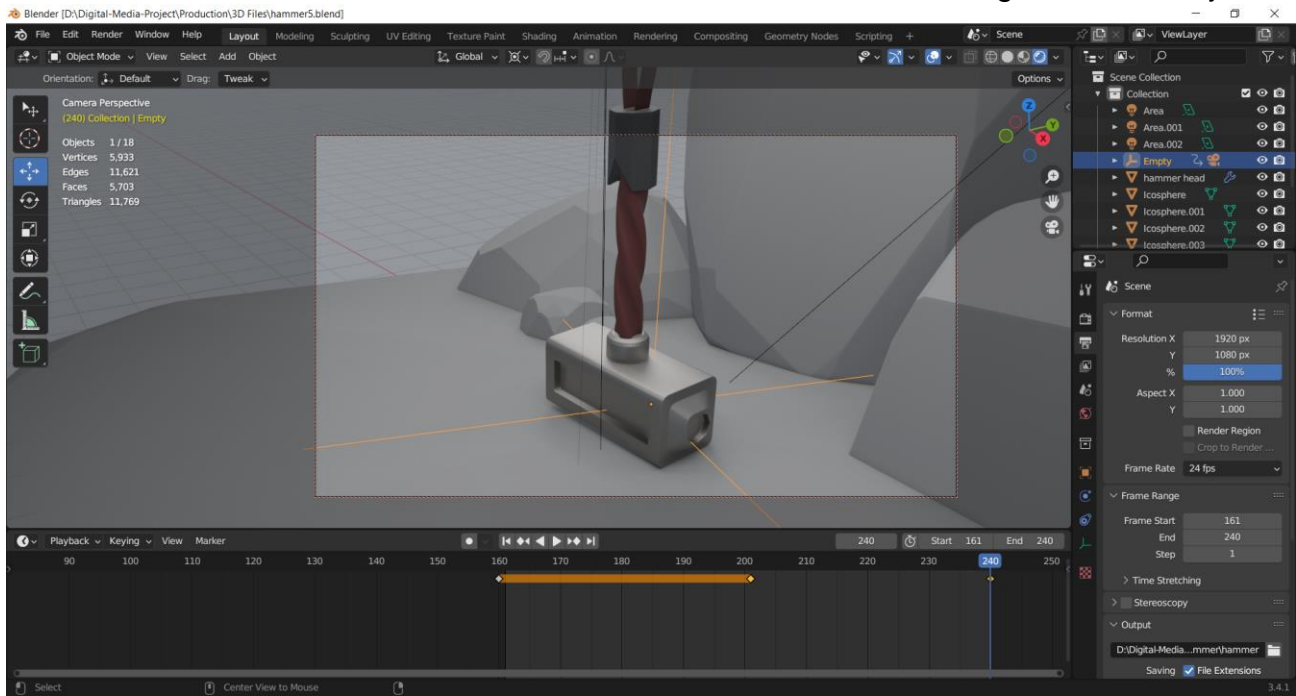 Blender [D:\Digital-Media-Project\Production\3D Files\hammer5.blend]
File Edit Render Window Help Layout Modeling Sculpting UV Editing Texture Paint Shading Animation Rendering Compositing Geometry Nodes Scripting + Scene ViewLayer
Object Mode View Select Add Object Global
Orientation: Default Drag: Tweak Options
Camera Perspective
(240) Collection | Empty
Objects 1/18
Vertices 5,933
Edges 11,621
Faces 5,703
Triangles 11,769
Z
Y
X
Scene Collection
Collection
Area
Area.001
Area.002
Empty
hammer head
Icosphere
Icosphere.001
Icosphere.002
Icosphere.003
Scene
Format
Resolution X 1920 px
Y 1080 px
% 100%
Aspect X 1.000
Y 1.000
Render Region
Crop to Render ...
Frame Rate 24 fps
Frame Range
Frame Start 161
End 240
Step 1
Time Stretching
Stereoscopy
Output
D:\Digital-Media...mmer\hammer
Saving File Extensions
Playback Keying View Marker 240 Start 161 End 240
90 100 110 120 130 140 150 160 170 180 190 200 210 220 230 240 250
Select Center View to Mouse 3.4.1